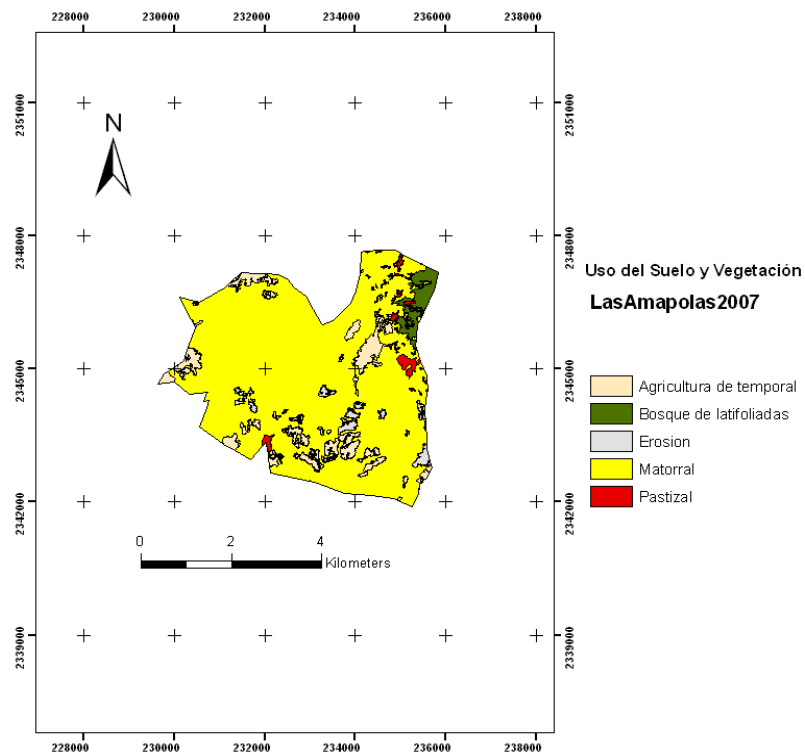 228000 230000 232000 234000 236000 238000
2351000 2351000
N
2348000 2348000
Uso del Suelo y Vegetación
LasAmapolas2007
2345000 2345000
Agricultura de temporal
Bosque de latifoliadas
Erosion
Matorral
Pastizal
2342000 2342000
0 2 4
Kilometers
2339000 2339000
228000 230000 232000 234000 236000 238000